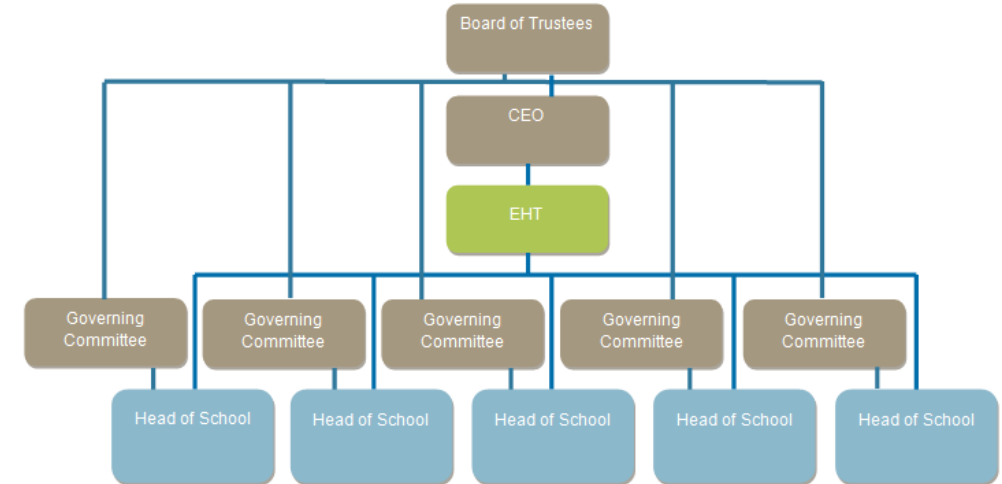 Board of Trustees
CEO
EHT
Governing
Committee
Governing
Committee
Governing
Committee
Governing
Committee
Governing
Committee
Head of School
Head of School
Head of School
Head of School
Head of School